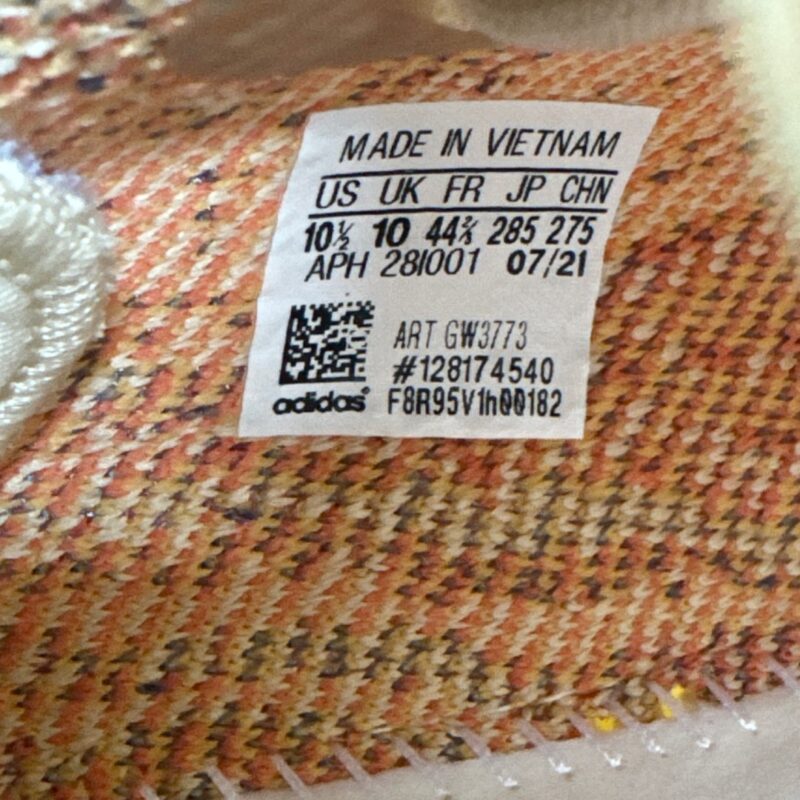 MADE IN VIETNAM
US UK FR JP CHN
10½ 10 44⅔ 285 275
APH 281001 07/21
ART GW3773
#128174540
adidas® F8R95V1h00182